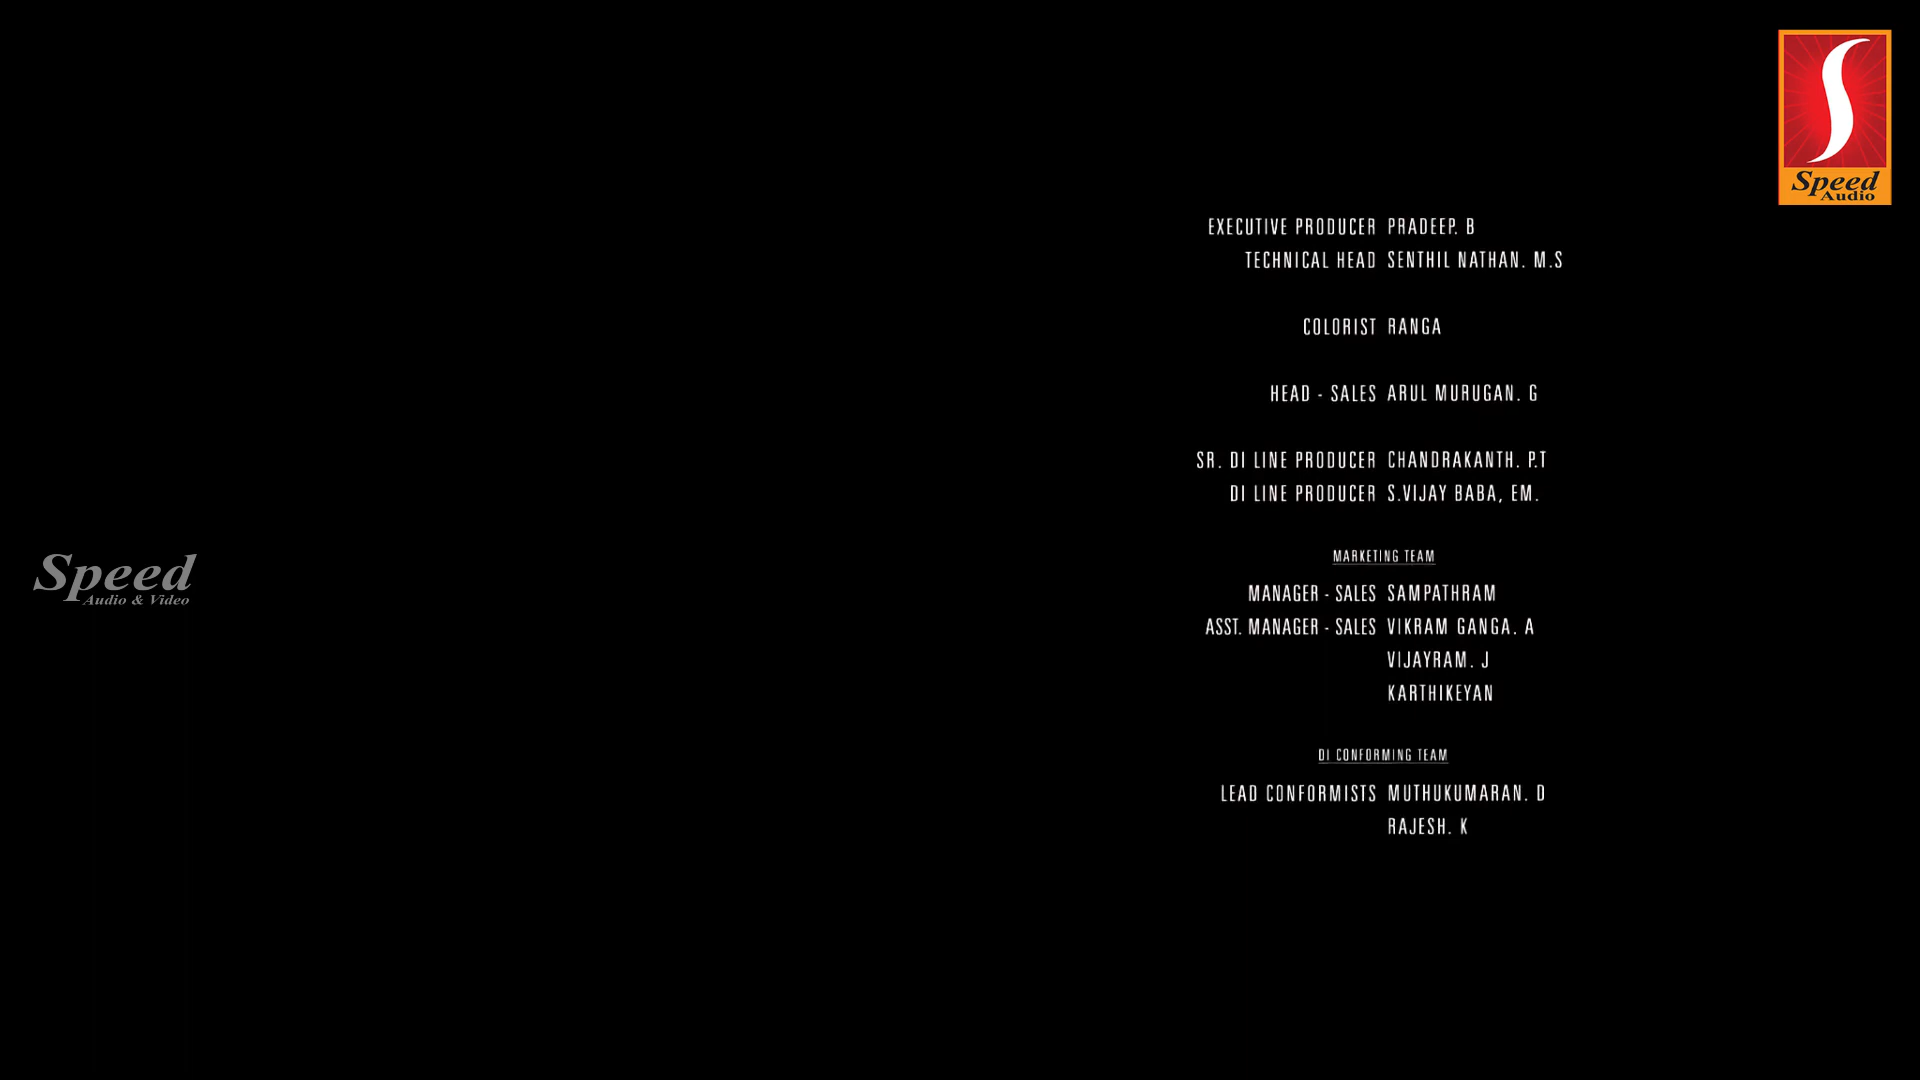 Speed
Audio
EXECUTIVE PRODUCER PRADEEP. B
TECHNICAL HEAD SENTHIL NATHAN. M.S
COLORIST RANGA
HEAD - SALES ARUL MURUGAN. G
SR. DI LINE PRODUCER CHANDRAKANTH. P.T
DI LINE PRODUCER S.VIJAY BABA, EM.
MARKETING TEAM
MANAGER - SALES SAMPATHRAM
ASST. MANAGER - SALES VIKRAM GANGA. A
VIJAYRAM. J
KARTHIKEYAN
DI CONFORMING TEAM
LEAD CONFORMISTS MUTHUKUMARAN. D
RAJESH. K
Speed
Audio & Video